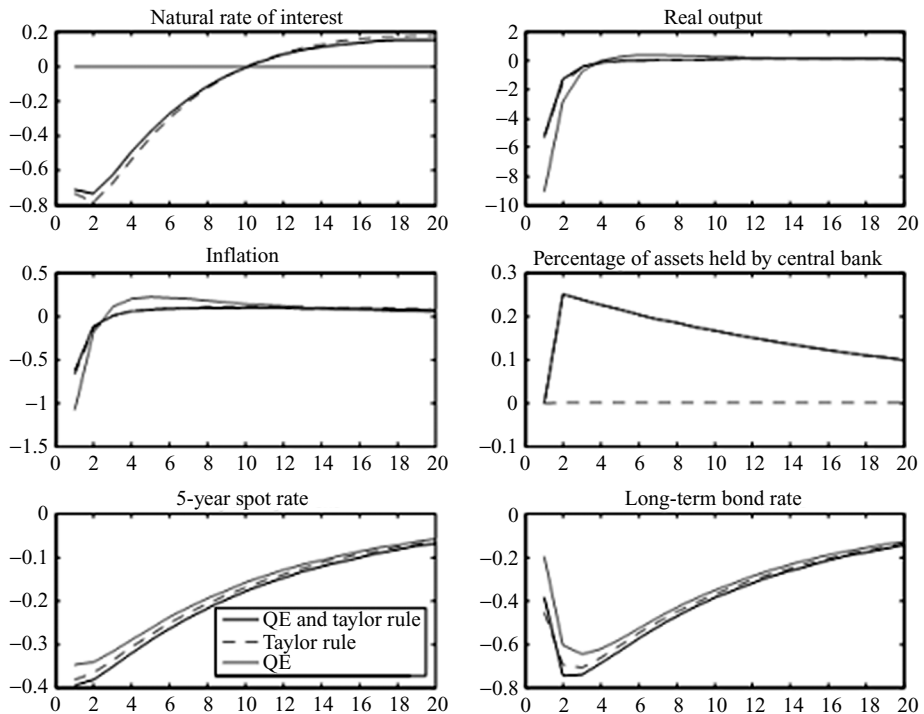 Natural rate of interest
0.2
0
−0.2
−0.4
−0.6
−0.8
0 2 4 6 8 10 12 14 16 18 20
Real output
2
0
−2
−4
−6
−8
−10
0 2 4 6 8 10 12 14 16 18 20
Inflation
0.5
0
−0.5
−1
−1.5
0 2 4 6 8 10 12 14 16 18 20
Percentage of assets held by central bank
0.3
0.2
0.1
0
−0.1
0 2 4 6 8 10 12 14 16 18 20
5-year spot rate
0
−0.1
−0.2
−0.3
−0.4
0 2 4 6 8 10 12 14 16 18 20
QE and taylor rule
Taylor rule
QE
Long-term bond rate
0
−0.2
−0.4
−0.6
−0.8
0 2 4 6 8 10 12 14 16 18 20